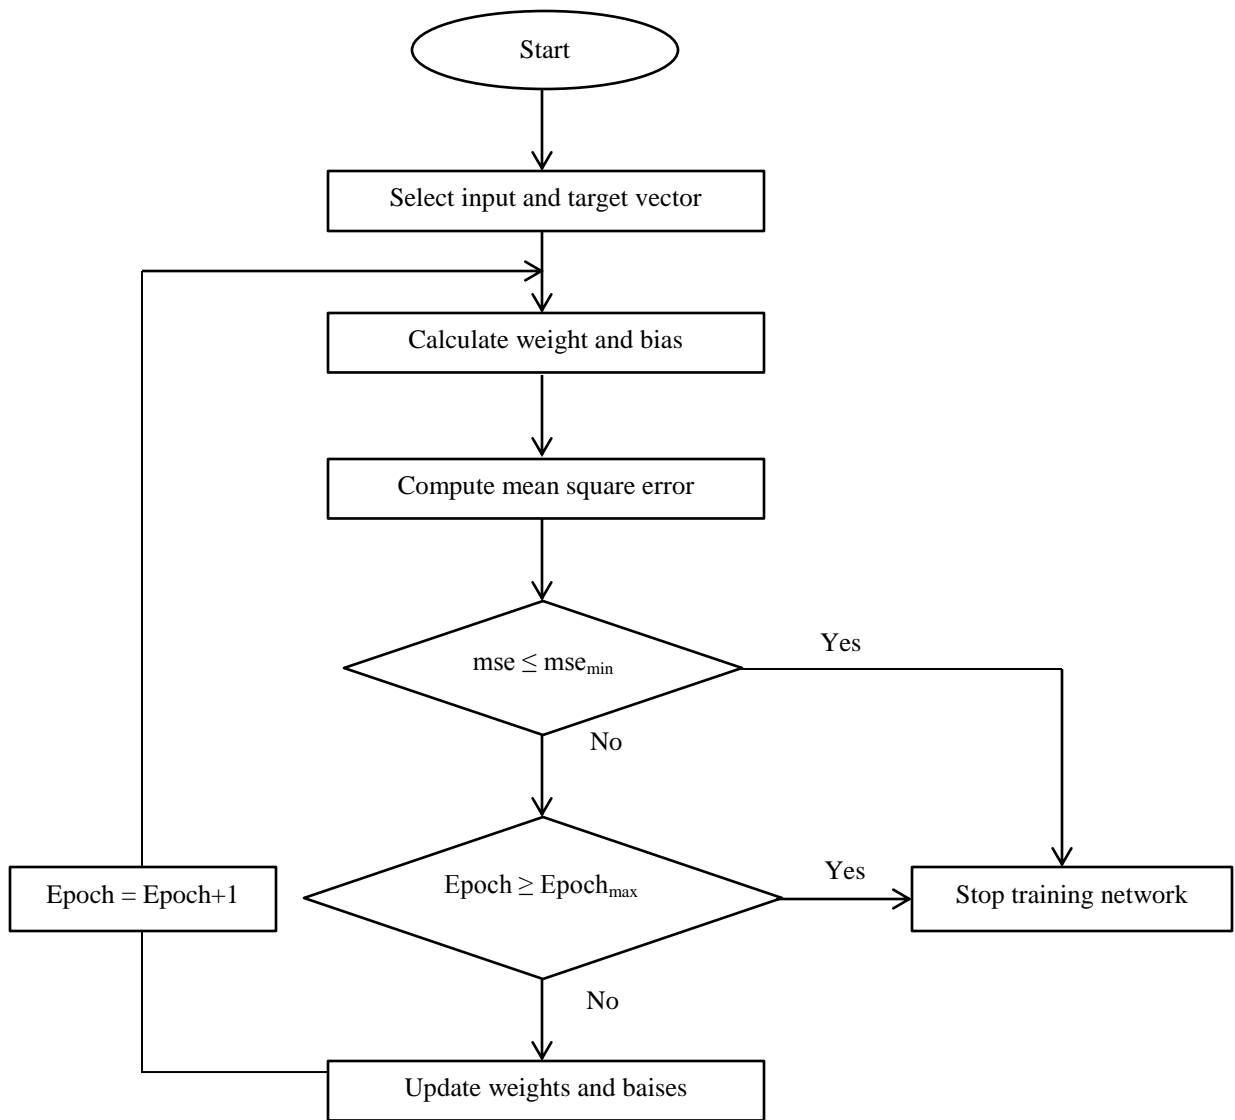 Start
Select input and target vector
Calculate weight and bias
Compute mean square error
mse ≤ mse_min
Yes
No
Epoch ≥ Epoch_max
Yes
Stop training network
Epoch = Epoch+1
No
Update weights and baises